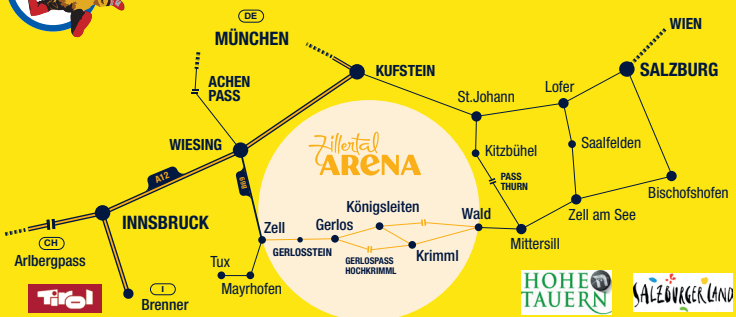 DE
MÜNCHEN
WIEN
KUFSTEIN
SALZBURG
ACHEN
PASS
St.Johann
Lofer
Zillertal
ARENA
WIESING
Kitzbühel
Saalfelden
A12
B98
PASS
THURN
Bischofshofen
INNSBRUCK
Königsleiten
Wald
Zell am See
Zell
Gerlos
Mittersill
CH
Arlbergpass
GERLOSSTEIN
GERLOSPASS
HOCHKRIMML
Krimml
Tux
Mayrhofen
I
Brenner
Tirol
HOHE
TAUERN
SALZBURGERLAND